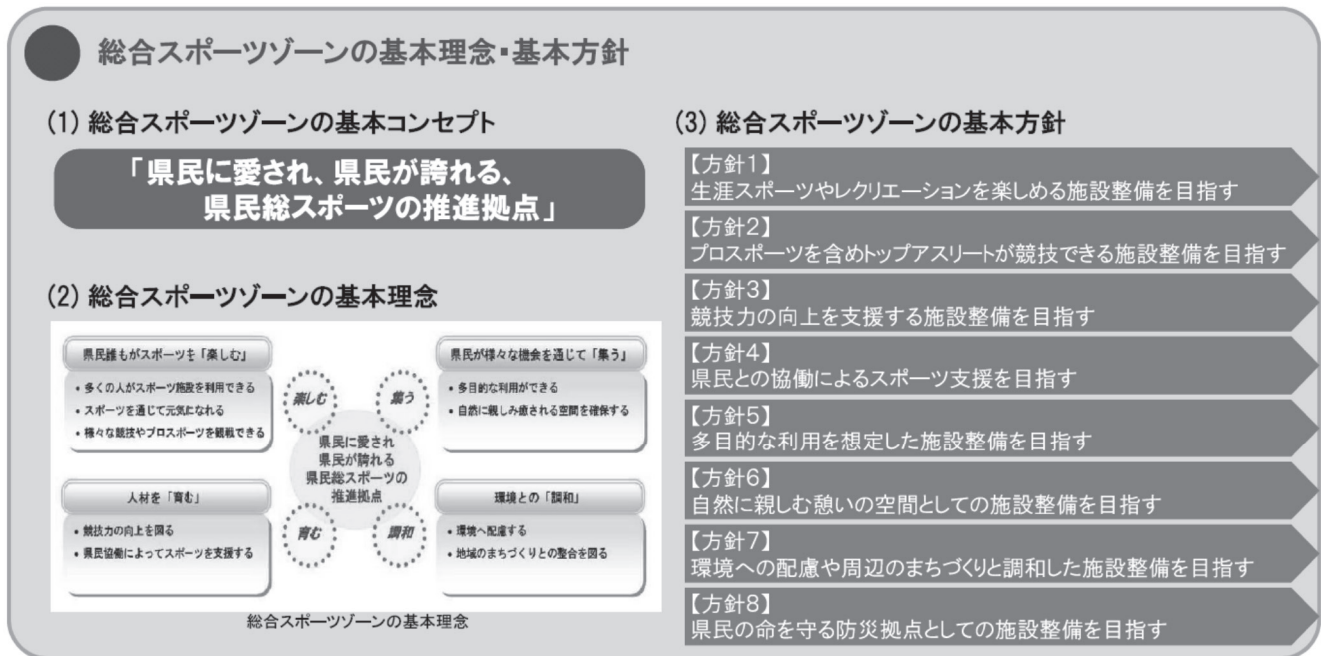 総合スポーツゾーンの基本理念・基本方針
(1) 総合スポーツゾーンの基本コンセプト
「県民に愛され、県民が誇れる、
県民総スポーツの推進拠点」
(2) 総合スポーツゾーンの基本理念
県民誰もがスポーツを「楽しむ」
・多くの人がスポーツ施設を利用できる
・スポーツを通じて元気になれる
・様々な競技やプロスポーツを観戦できる
県民が様々な機会を通じて「集う」
・多目的な利用ができる
・自然に親しみ癒される空間を確保する
楽しむ
集う
県民に愛され
県民が誇れる
県民総スポーツの
推進拠点
育む
調和
人材を「育む」
・競技力の向上を図る
・県民協働によってスポーツを支援する
環境との「調和」
・環境へ配慮する
・地域のまちづくりとの整合を図る
総合スポーツゾーンの基本理念
(3) 総合スポーツゾーンの基本方針
【方針1】
生涯スポーツやレクリエーションを楽しめる施設整備を目指す
【方針2】
プロスポーツを含めトップアスリートが競技できる施設整備を目指す
【方針3】
競技力の向上を支援する施設整備を目指す
【方針4】
県民との協働によるスポーツ支援を目指す
【方針5】
多目的な利用を想定した施設整備を目指す
【方針6】
自然に親しむ憩いの空間としての施設整備を目指す
【方針7】
環境への配慮や周辺のまちづくりと調和した施設整備を目指す
【方針8】
県民の命を守る防災拠点としての施設整備を目指す